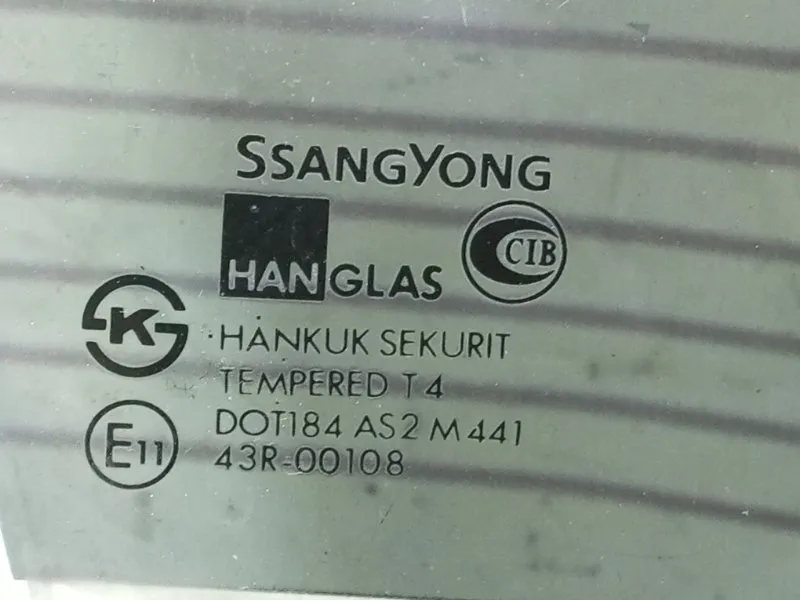 SSANGYONG
HANGLAS
CIB
K
·HANKUK SEKURIT
TEMPERED T4
DOT184 AS2 M441
E11
43R-00108